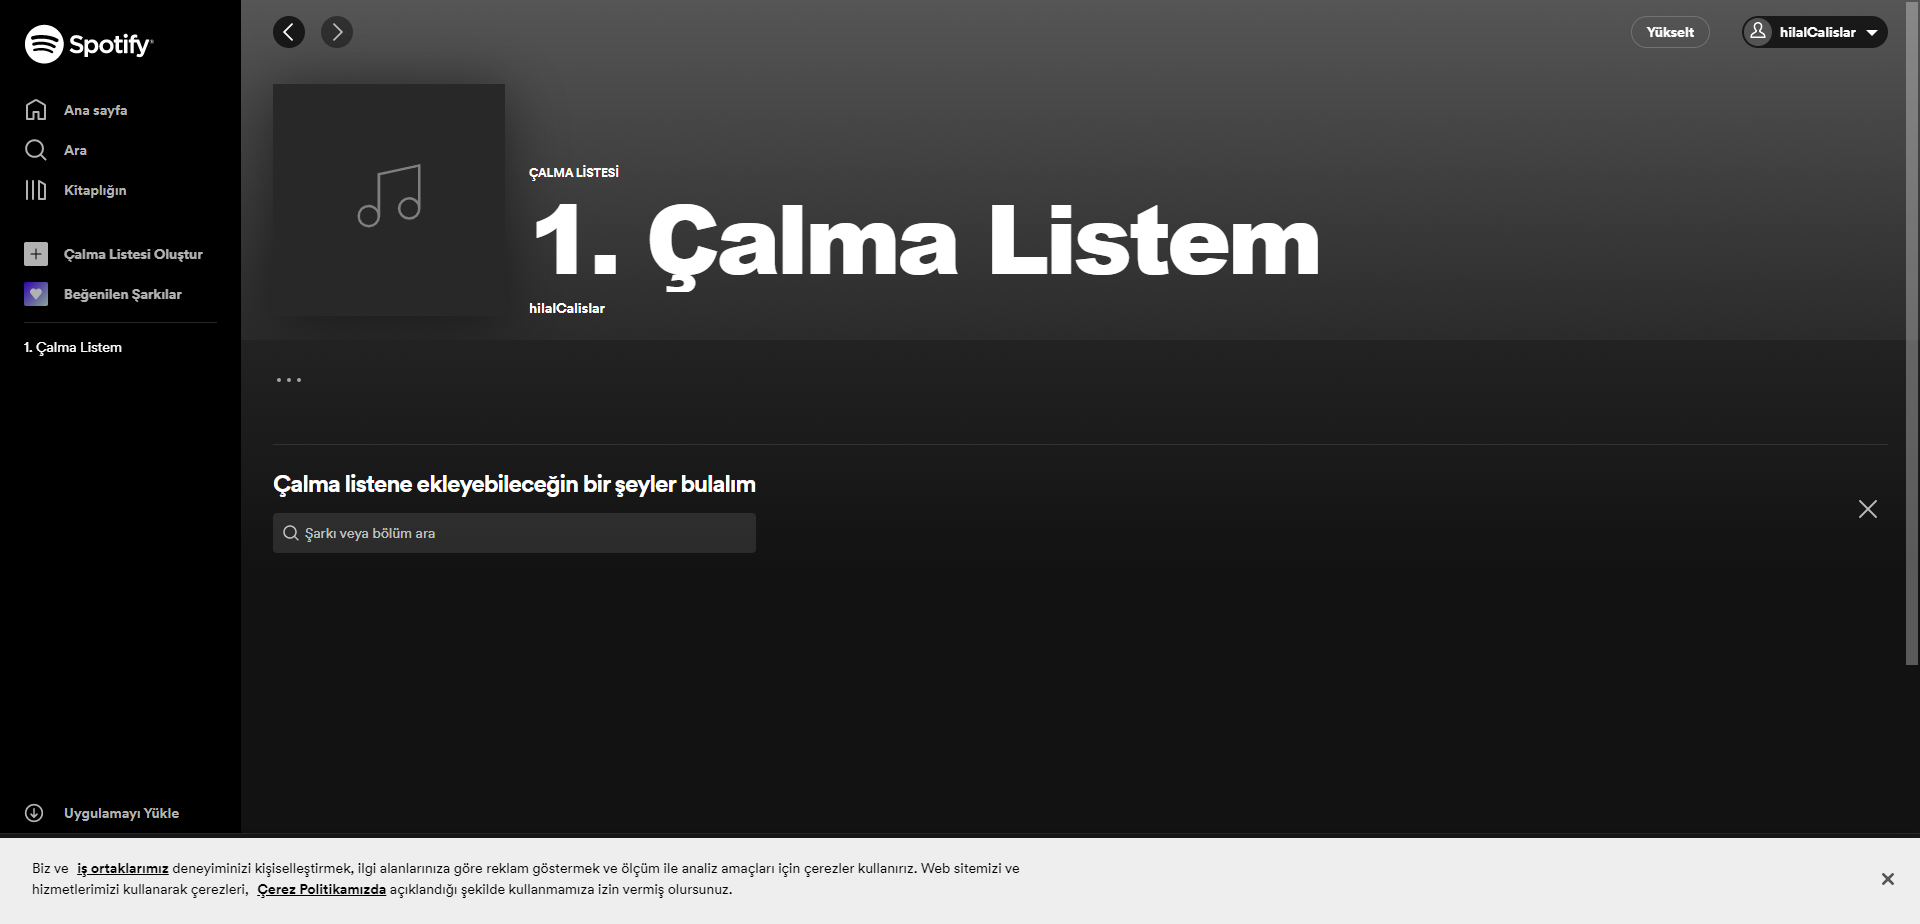 Spotify
Ana sayfa
Ara
Kitaplığın
Çalma Listesi Oluştur
Beğenilen Şarkılar
1. Çalma Listem
Uygulamayı Yükle
Yükselt
hilalCalislar
ÇALMA LİSTESİ
1. Çalma Listem
hilalCalislar
Çalma listene ekleyebileceğin bir şeyler bulalım
Şarkı veya bölüm ara
Biz ve iş ortaklarımız deneyiminizi kişiselleştirmek, ilgi alanlarınıza göre reklam göstermek ve ölçüm ile analiz amaçları için çerezler kullanırız. Web sitemizi ve
hizmetlerimizi kullanarak çerezleri, Çerez Politikamızda açıklandığı şekilde kullanmamıza izin vermiş olursunuz.